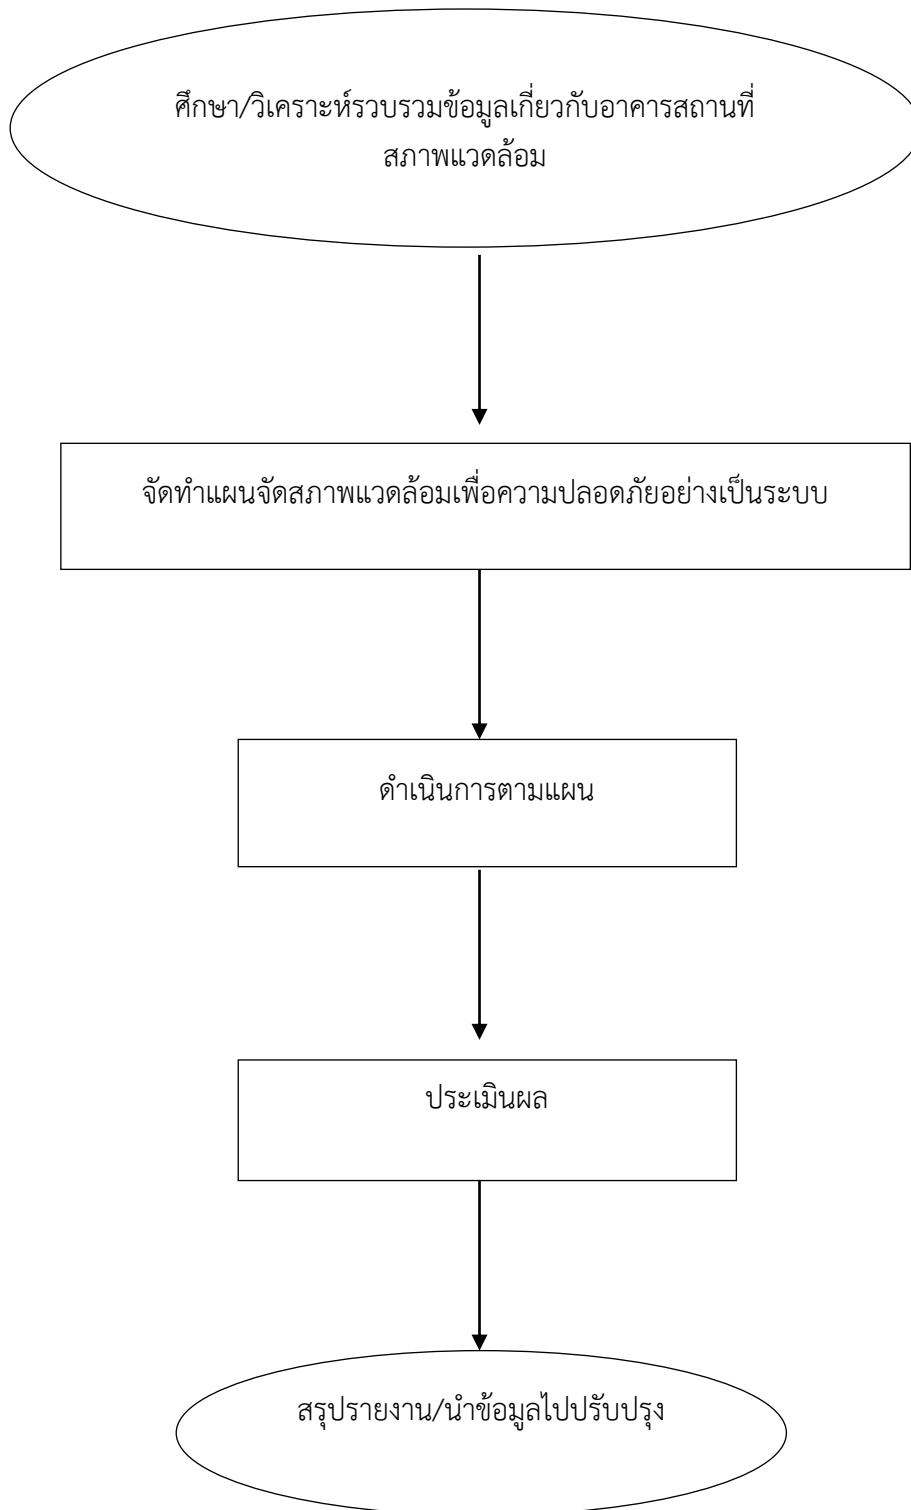 ศึกษา/วิเคราะห์รวบรวมข้อมูลเกี่ยวกับอาคารสถานที่
สภาพแวดล้อม
จัดทำแผนจัดสภาพแวดล้อมเพื่อความปลอดภัยอย่างเป็นระบบ
ดำเนินการตามแผน
ประเมินผล
สรุปรายงาน/นำข้อมูลไปปรับปรุง